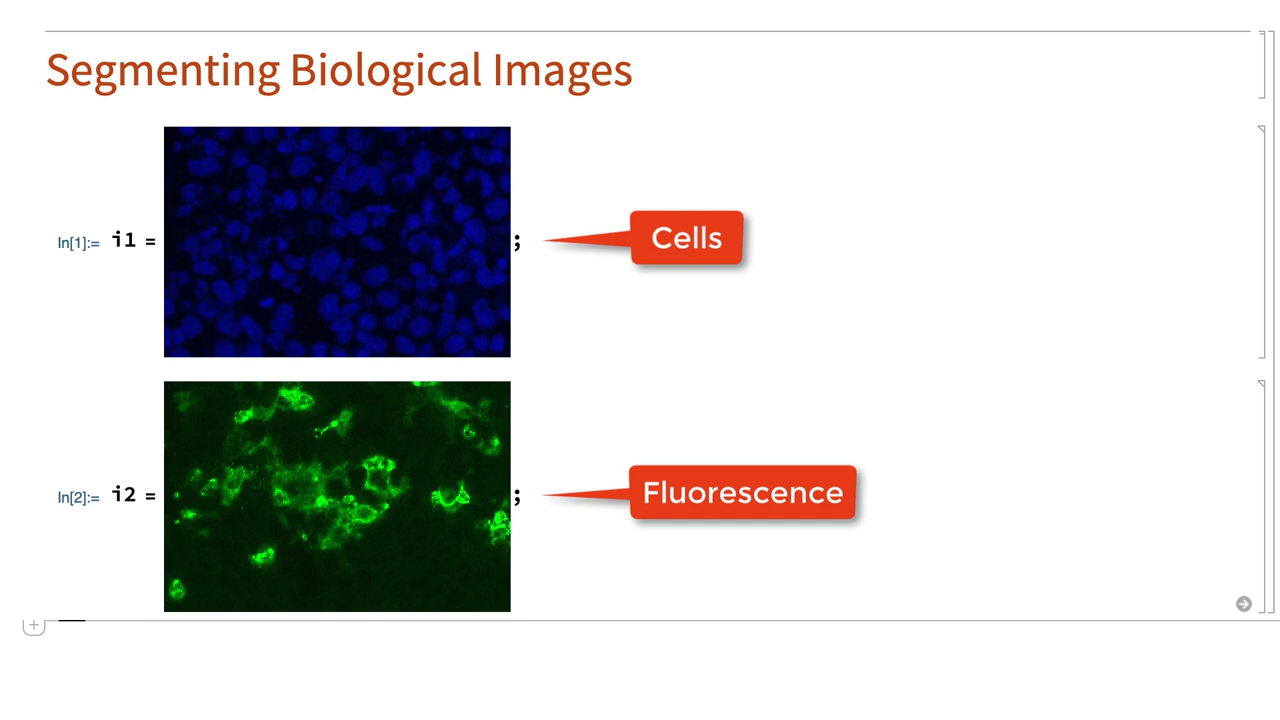 Segmenting Biological Images
In[1]:= i1 = ;
Cells
In[2]:= i2 = ;
Fluorescence